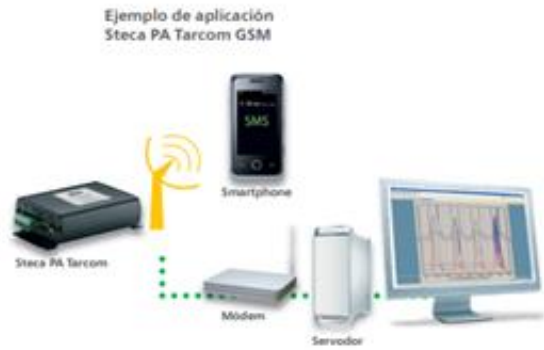 Ejemplo de aplicación
Steca PA Tarcom GSM
SMS
Smartphone
Steca PA Tarcom
Módem
Servodor